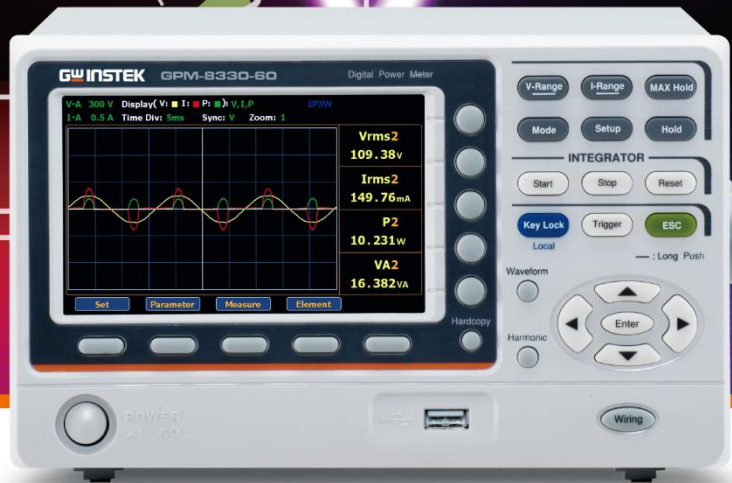 GW INSTEK GPM-8330-60 Digital Power Meter
V-A 300 V Display( V: I: P: ): V,I,P 1P3W
I-A 0.5 A Time Div: 5ms Sync: V Zoom: 1
Vrms2
109.38V
Irms2
149.76mA
P2
10.231W
VA2
16.382VA
Set Parameter Measure Element
Hardcopy
V-Range I-Range MAX Hold
Mode Setup Hold
INTEGRATOR
Start Stop Reset
Key Lock Trigger ESC
Local
: Long Push
Waveform
Enter
Harmonic
POWER
Wiring